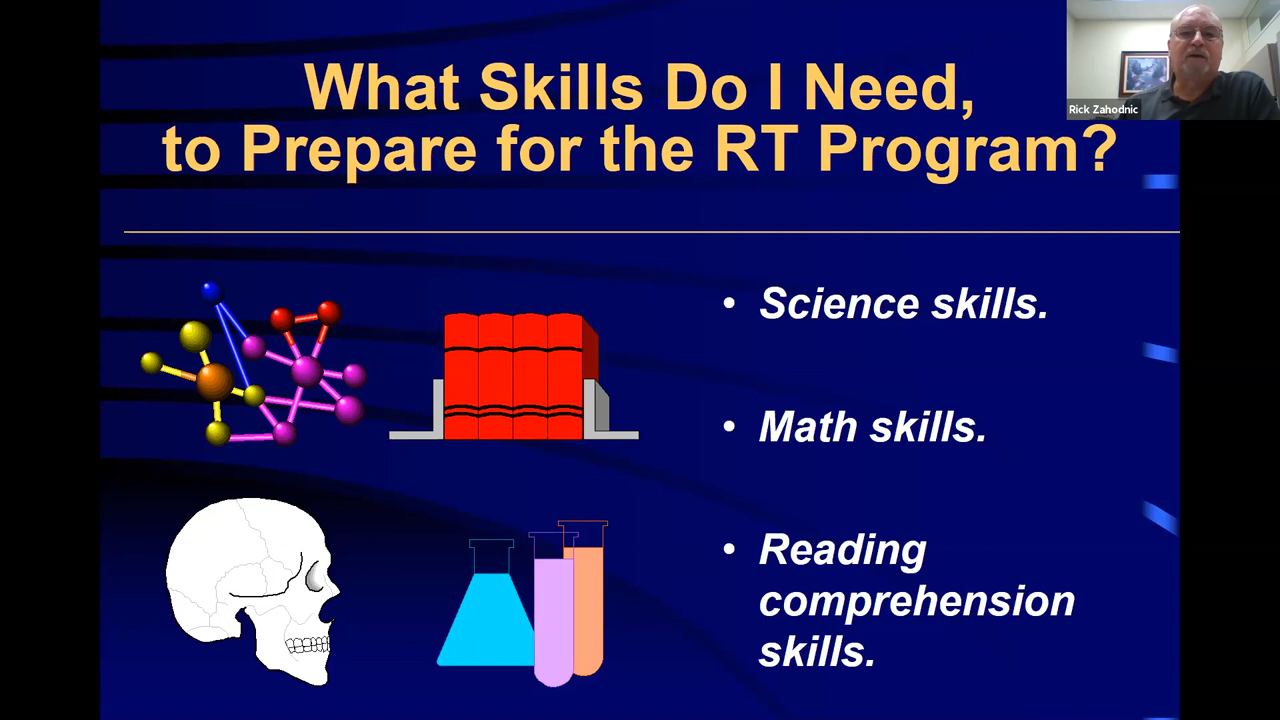 What Skills Do I Need,
to Prepare for the RT Program?
Rick Zahodnic
• Science skills.
• Math skills.
• Reading
comprehension
skills.